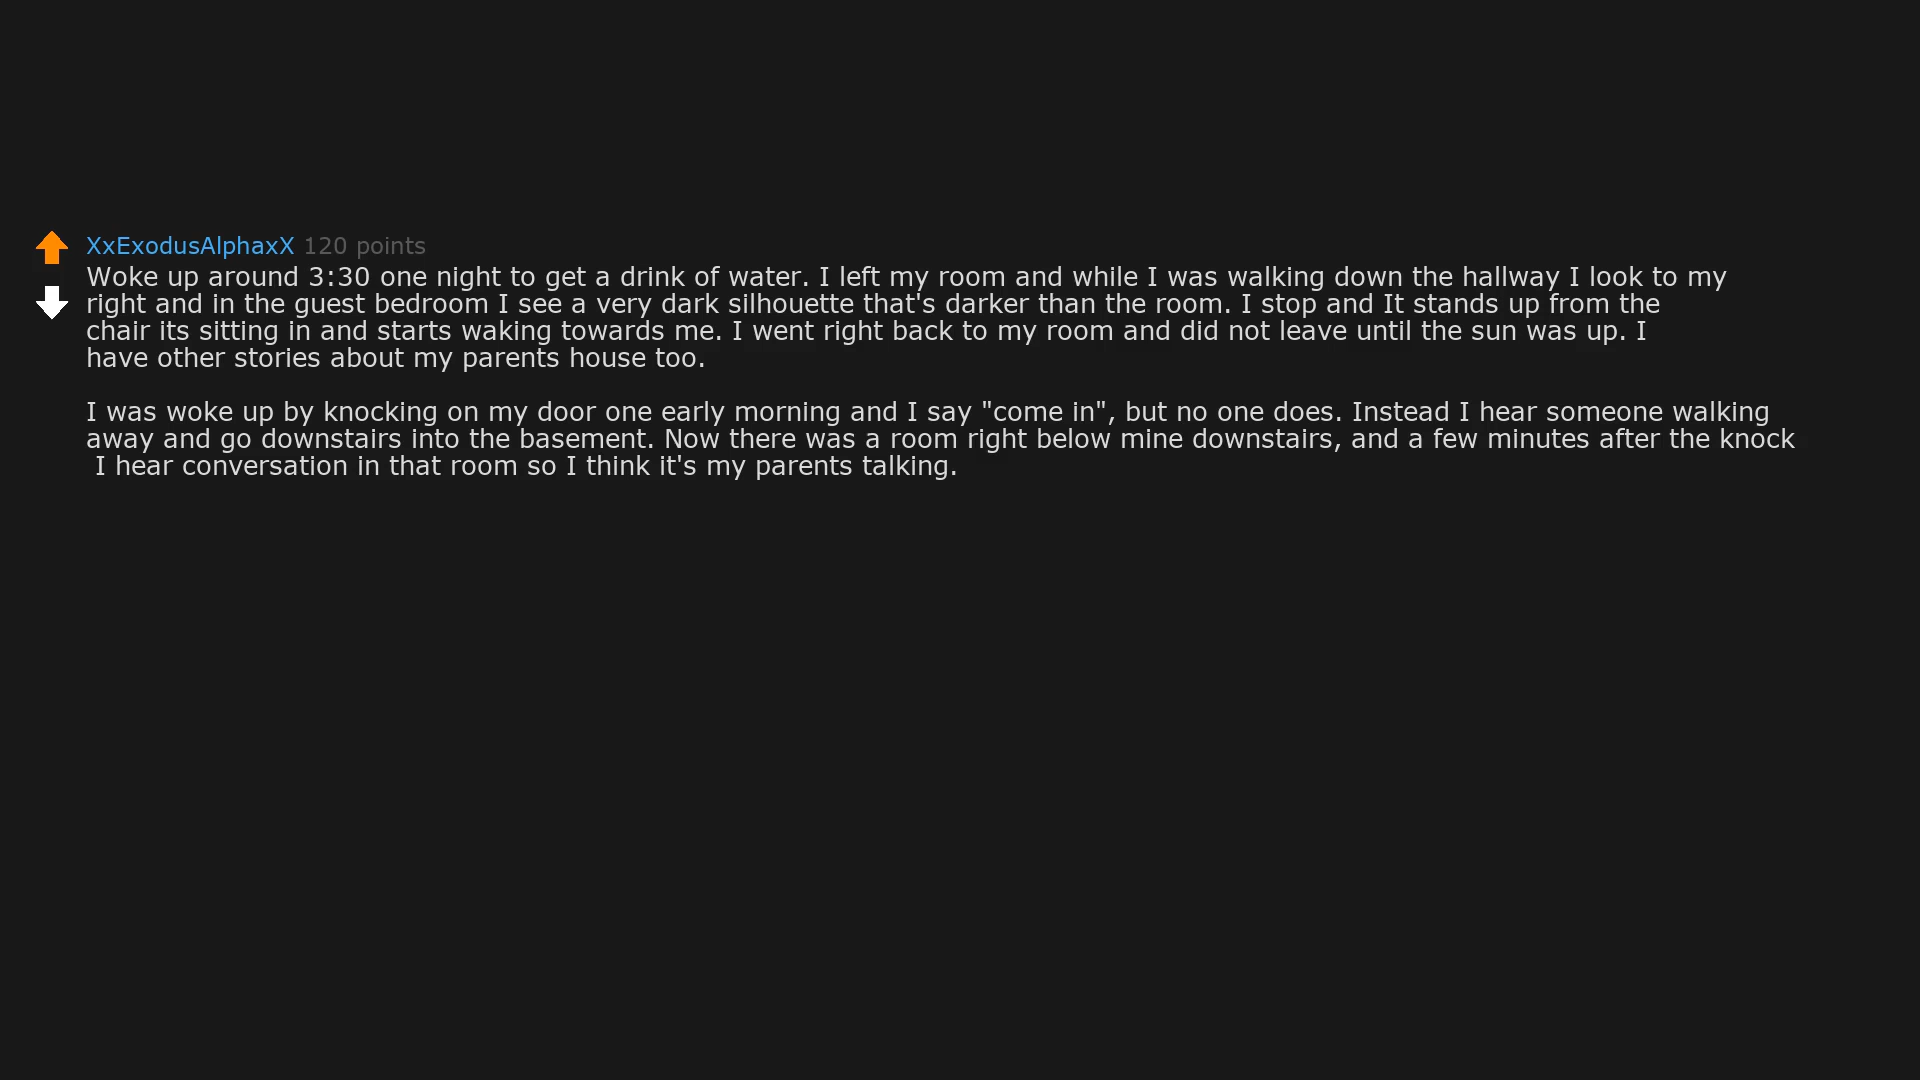 XxExodusAlphaxX 120 points
Woke up around 3:30 one night to get a drink of water. I left my room and while I was walking down the hallway I look to my
right and in the guest bedroom I see a very dark silhouette that's darker than the room. I stop and It stands up from the
chair its sitting in and starts waking towards me. I went right back to my room and did not leave until the sun was up. I
have other stories about my parents house too.
I was woke up by knocking on my door one early morning and I say "come in", but no one does. Instead I hear someone walking
away and go downstairs into the basement. Now there was a room right below mine downstairs, and a few minutes after the knock
I hear conversation in that room so I think it's my parents talking.